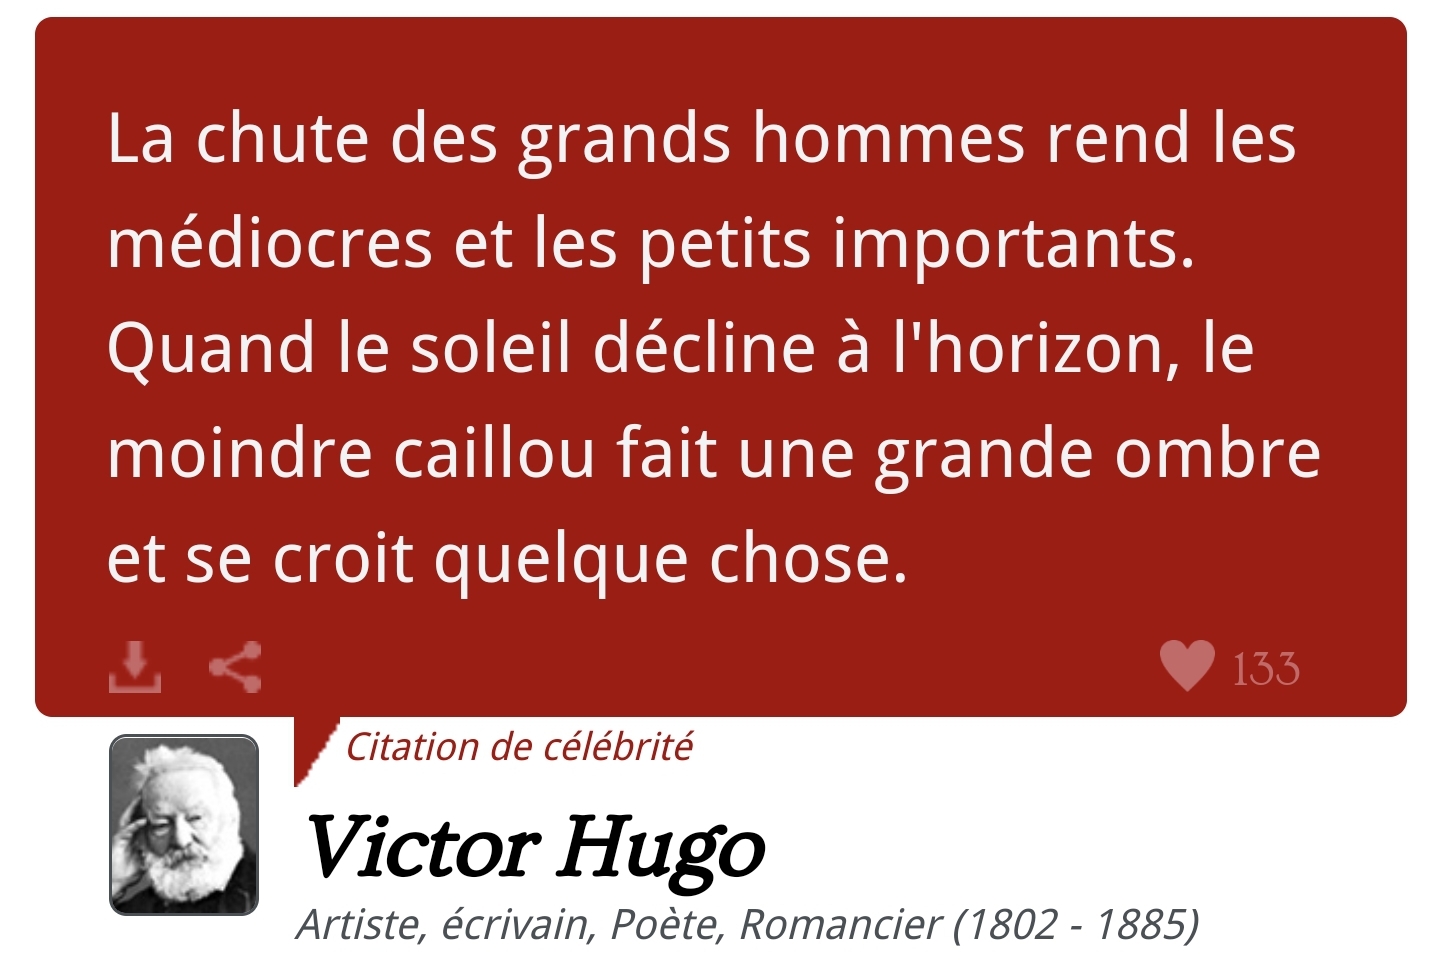 La chute des grands hommes rend les
médiocres et les petits importants.
Quand le soleil décline à l'horizon, le
moindre caillou fait une grande ombre
et se croit quelque chose.
133
Citation de célébrité
Victor Hugo
Artiste, écrivain, Poète, Romancier (1802 - 1885)